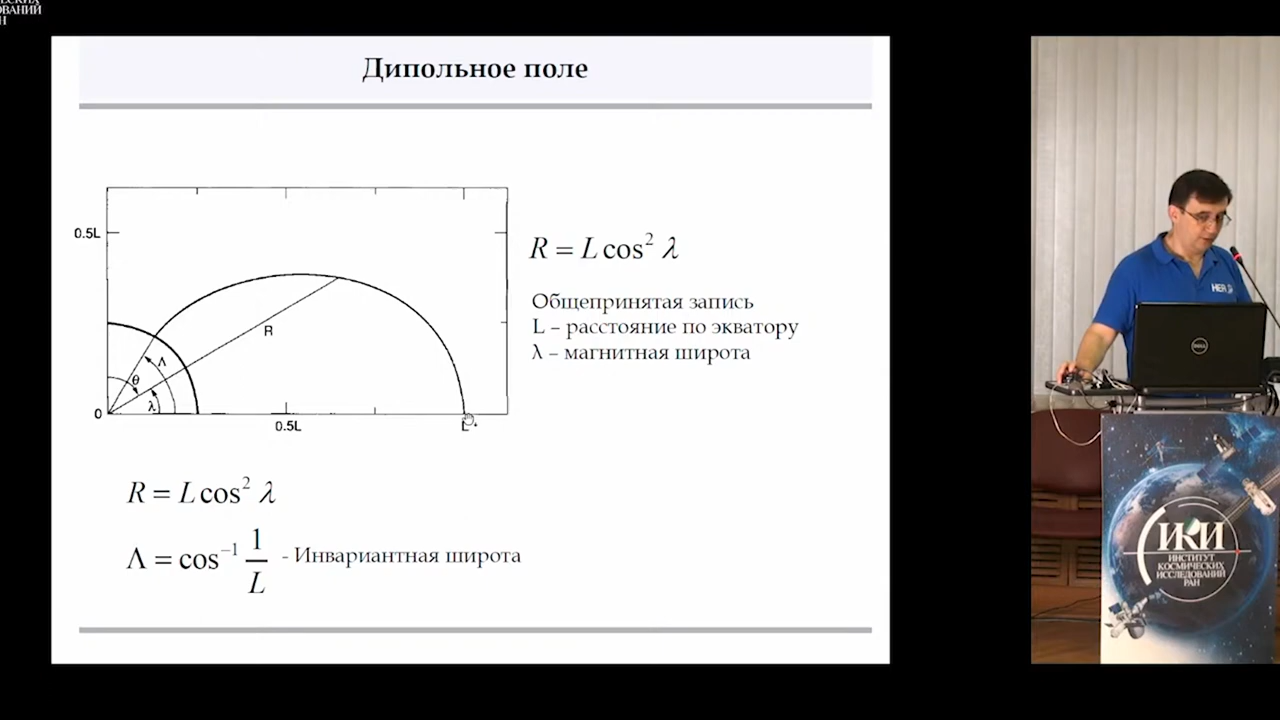 ОВАНИЙ
Н
Дипольное поле
0.5L
R
Λ
θ
λ
0
0.5L
L
R = L cos² λ
Общепринятая запись
L – расстояние по экватору
λ – магнитная широта
R = L cos² λ
Λ = cos⁻¹ 1/L - Инвариантная широта
DELL
ИКИ
ИНСТИТУТ
КОСМИЧЕСКИХ
ИССЛЕДОВАНИЙ
РАН